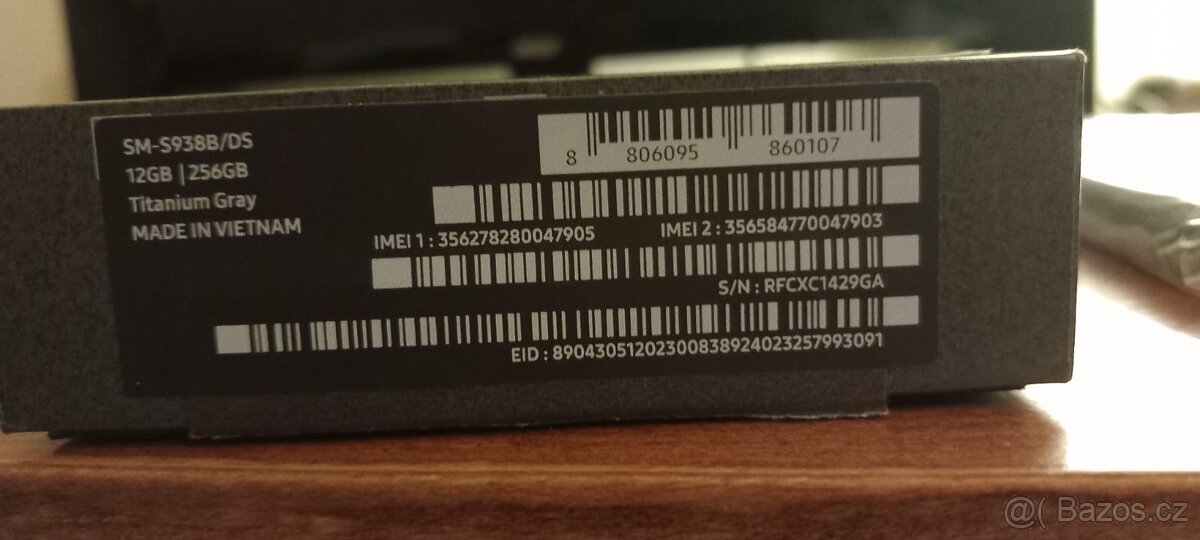 SM-S938B/DS
12GB | 256GB
Titanium Gray
MADE IN VIETNAM
8 806095 860107
IMEI 1 : 356278280047905
IMEI 2 : 356584770047903
S/N : RFCXC1429GA
EID : 89043051202300838924023257993091
@( Bazos.cz